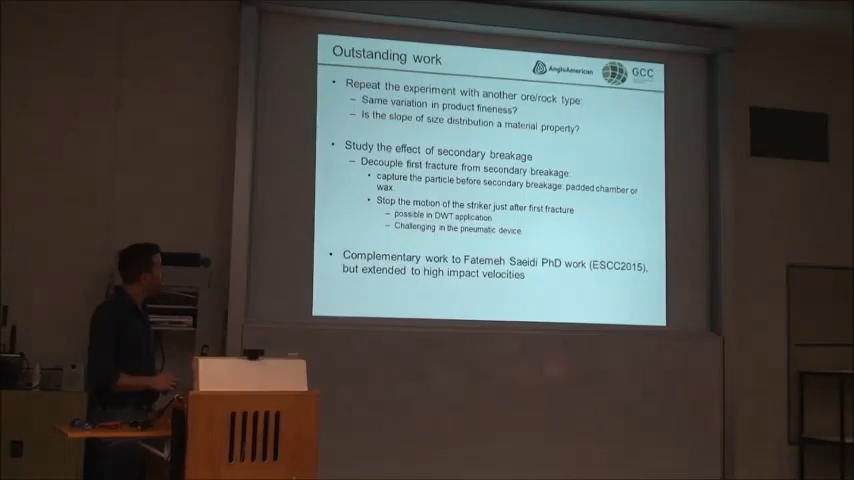 Outstanding work
AngloAmerican
GCC
• Repeat the experiment with another ore/rock type:
– Same variation in product fineness?
– Is the slope of size distribution a material property?
• Study the effect of secondary breakage
– Decouple first fracture from secondary breakage:
• capture the particle before secondary breakage: padded chamber or
wax.
• Stop the motion of the striker just after first fracture
– possible in DWT application
– Challenging in the pneumatic device.
• Complementary work to Fatemeh Saeidi PhD work (ESCC2015),
but extended to high impact velocities